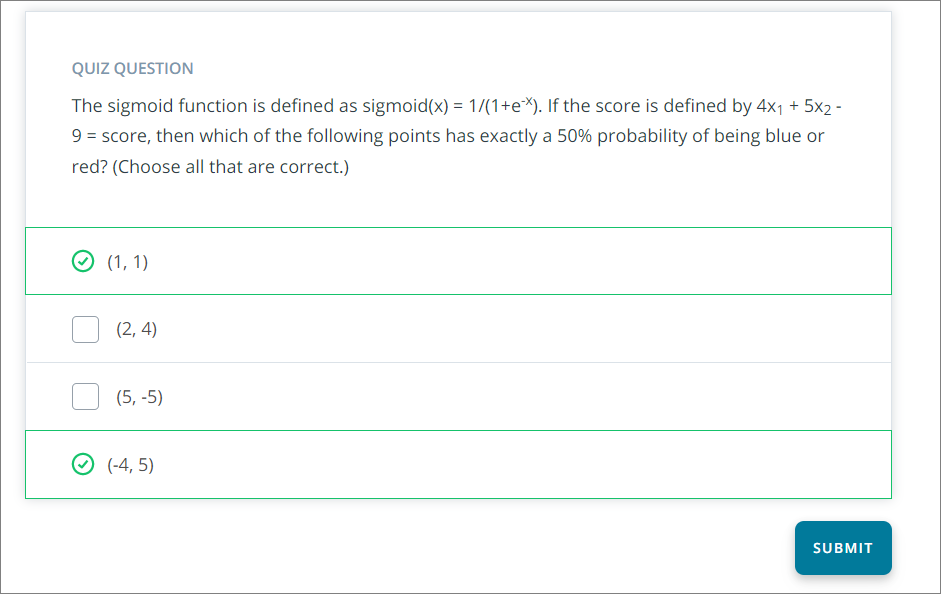 QUIZ QUESTION
The sigmoid function is defined as sigmoid(x) = 1/(1+e⁻ˣ). If the score is defined by 4x₁ + 5x₂ -
9 = score, then which of the following points has exactly a 50% probability of being blue or
red? (Choose all that are correct.)
(1, 1)
(2, 4)
(5, -5)
(-4, 5)
SUBMIT